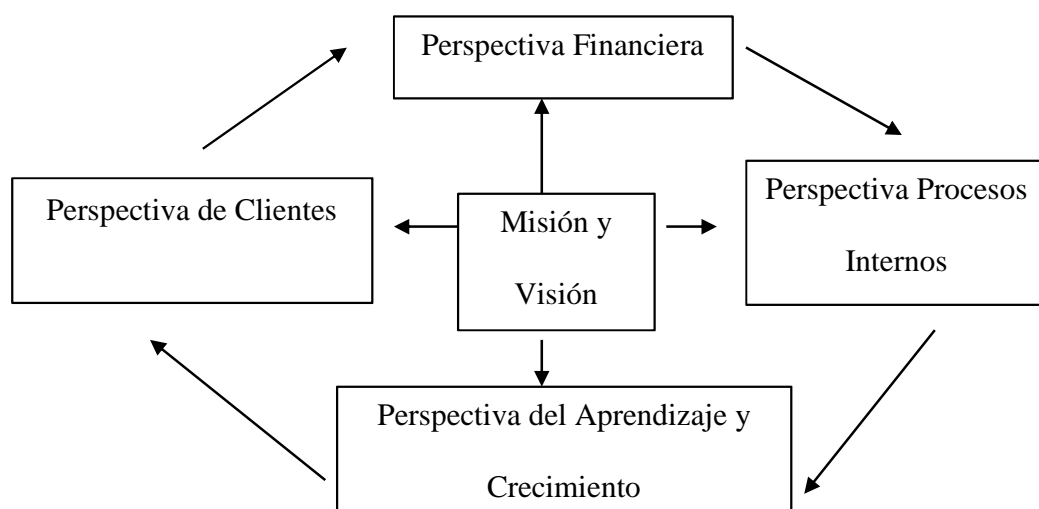 Perspectiva Financiera
Perspectiva de Clientes
Misión y
Visión
Perspectiva Procesos
Internos
Perspectiva del Aprendizaje y
Crecimiento